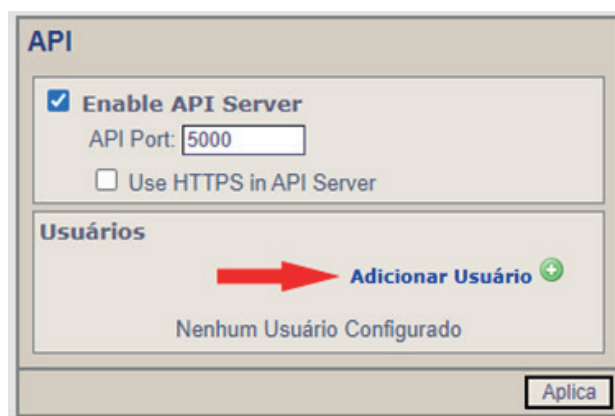 API
Enable API Server
API Port: 5000
Use HTTPS in API Server
Usuários
Adicionar Usuário
Nenhum Usuário Configurado
Aplica